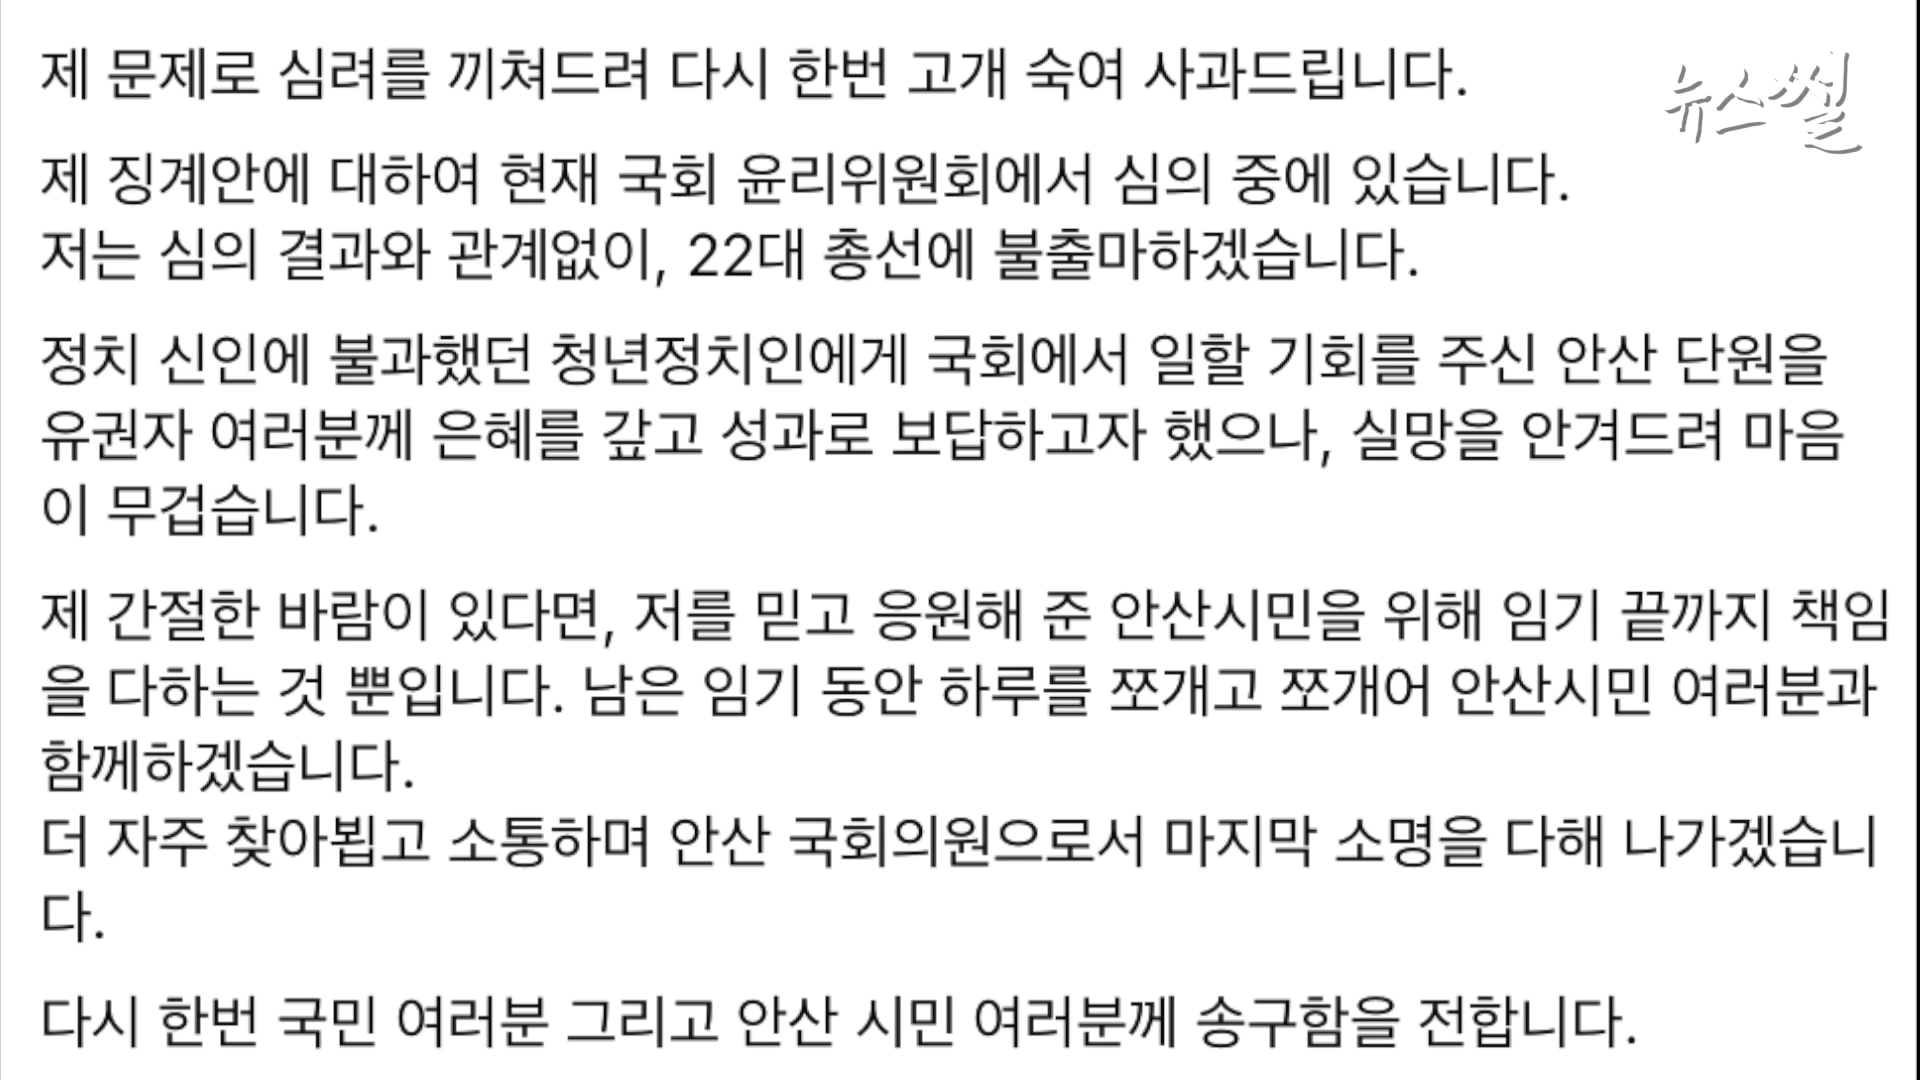 제 문제로 심려를 끼쳐드려 다시 한번 고개 숙여 사과드립니다.
뉴스썰
제 징계안에 대하여 현재 국회 윤리위원회에서 심의 중에 있습니다.
저는 심의 결과와 관계없이, 22대 총선에 불출마하겠습니다.
정치 신인에 불과했던 청년정치인에게 국회에서 일할 기회를 주신 안산 단원을
유권자 여러분께 은혜를 갚고 성과로 보답하고자 했으나, 실망을 안겨드려 마음
이 무겁습니다.
제 간절한 바람이 있다면, 저를 믿고 응원해 준 안산시민을 위해 임기 끝까지 책임
을 다하는 것 뿐입니다. 남은 임기 동안 하루를 쪼개고 쪼개어 안산시민 여러분과
함께하겠습니다.
더 자주 찾아뵙고 소통하며 안산 국회의원으로서 마지막 소명을 다해 나가겠습니
다.
다시 한번 국민 여러분 그리고 안산 시민 여러분께 송구함을 전합니다.